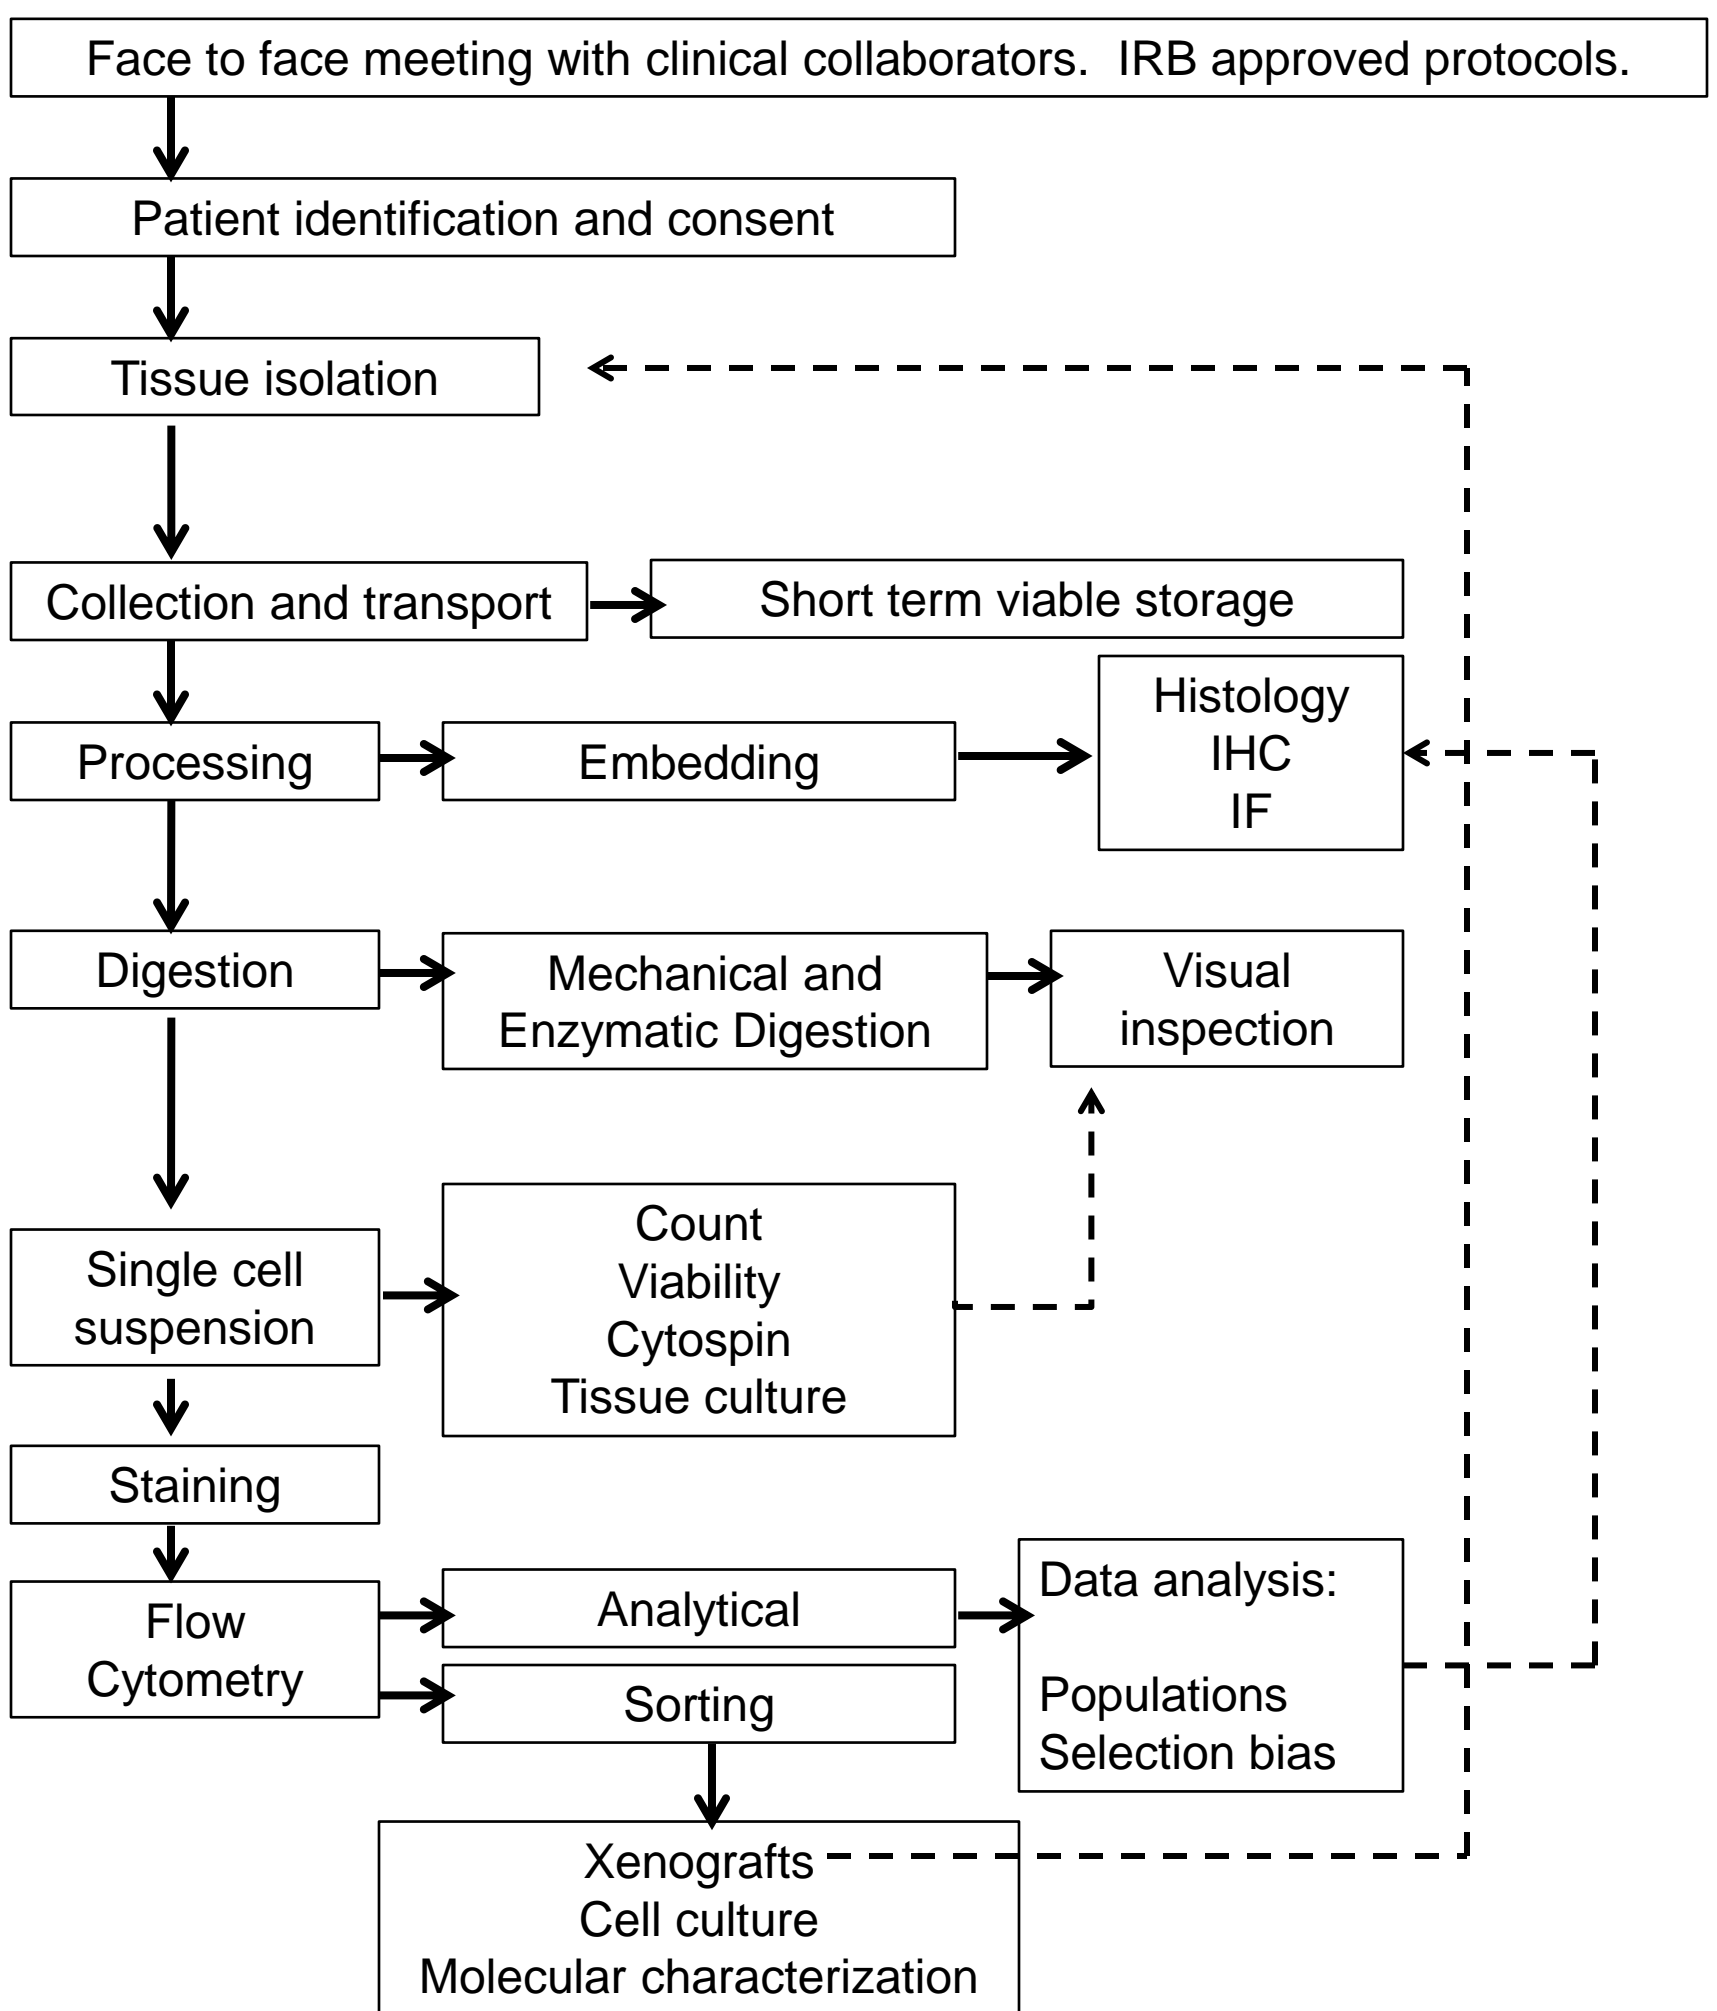 Face to face meeting with clinical collaborators.  IRB approved protocols.
Patient identification and consent
Tissue isolation
Collection and transport
Short term viable storage
Processing
Embedding
Histology
IHC
IF
Digestion
Mechanical and
Enzymatic Digestion
Visual
inspection
Single cell
suspension
Count
Viability
Cytospin
Tissue culture
Staining
Flow
Cytometry
Analytical
Sorting
Data analysis:
Populations
Selection bias
Xenografts
Cell culture
Molecular characterization